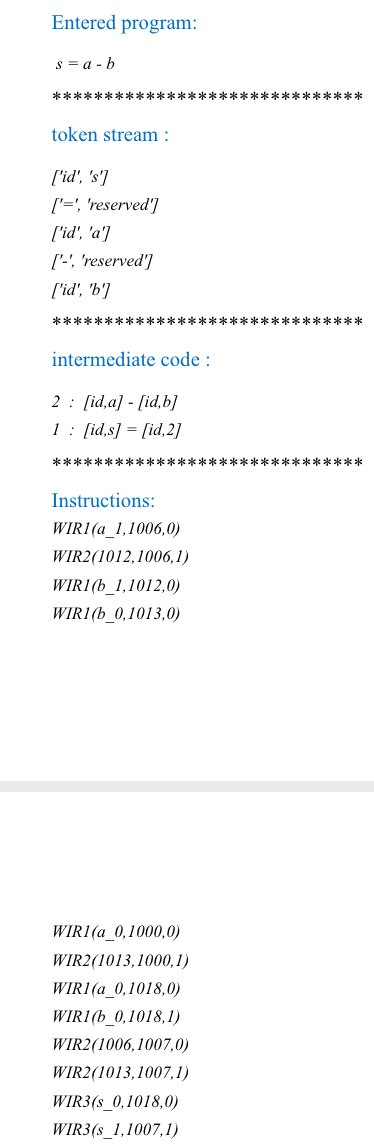 Entered program:
s = a - b
******************************
token stream :
['id', 's']
['=', 'reserved']
['id', 'a']
['-', 'reserved']
['id', 'b']
******************************
intermediate code :
2 : [id,a] - [id,b]
1 : [id,s] = [id,2]
******************************
Instructions:
WIR1(a_1,1006,0)
WIR2(1012,1006,1)
WIR1(b_1,1012,0)
WIR1(b_0,1013,0)
WIR1(a_0,1000,0)
WIR2(1013,1000,1)
WIR1(a_0,1018,0)
WIR1(b_0,1018,1)
WIR2(1006,1007,0)
WIR2(1013,1007,1)
WIR3(s_0,1018,0)
WIR3(s_1,1007,1)